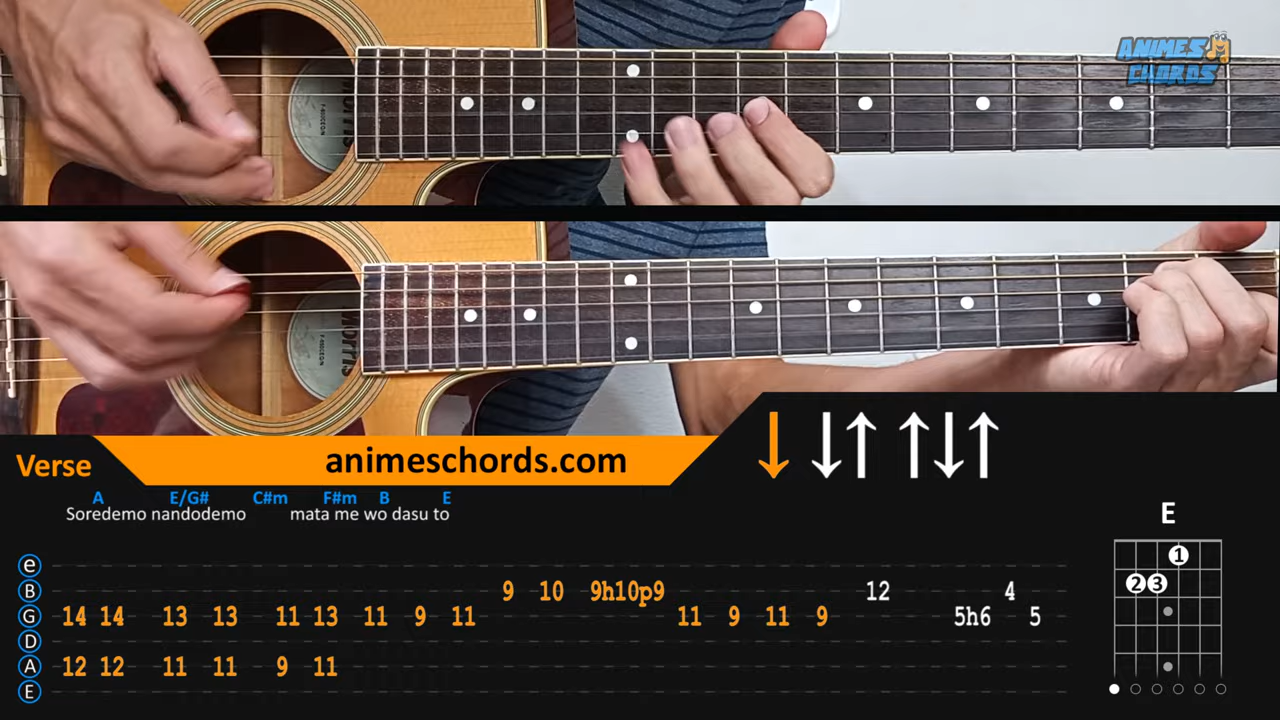 ANIMES
CHORDS
Verse
animeschords.com
A E/G# C#m F#m B E
Soredemo nandodemo mata me wo dasu to
E
1
2 3
e
B 9 10 9h10p9 12 4
G 14 14 13 13 11 13 11 9 11 11 9 11 9 5h6 5
D
A 12 12 11 11 9 11
E